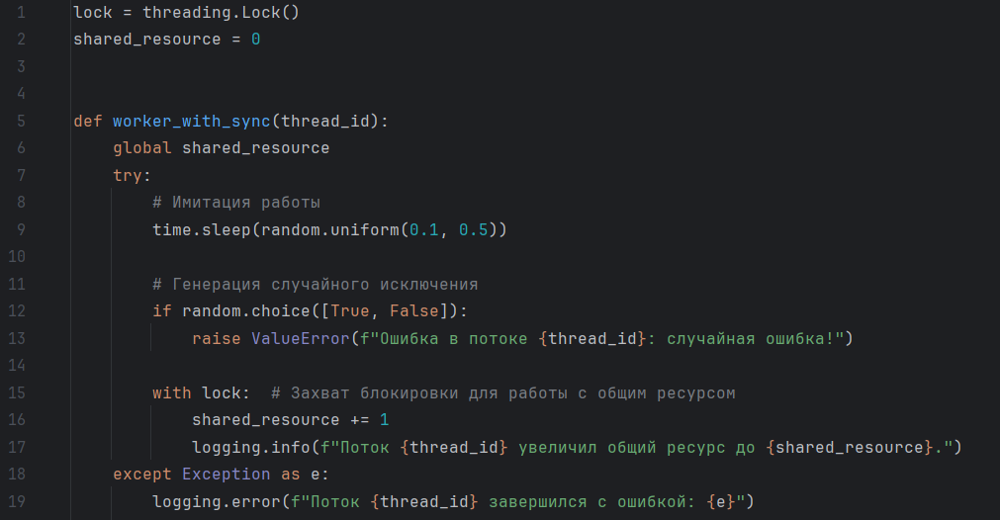 1 lock = threading.Lock()
2 shared_resource = 0
3
4
5 def worker_with_sync(thread_id):
6     global shared_resource
7     try:
8         # Имитация работы
9         time.sleep(random.uniform(0.1, 0.5))
10
11         # Генерация случайного исключения
12         if random.choice([True, False]):
13             raise ValueError(f"Ошибка в потоке {thread_id}: случайная ошибка!")
14
15         with lock:  # Захват блокировки для работы с общим ресурсом
16             shared_resource += 1
17             logging.info(f"Поток {thread_id} увеличил общий ресурс до {shared_resource}.")
18     except Exception as e:
19         logging.error(f"Поток {thread_id} завершился с ошибкой: {e}")